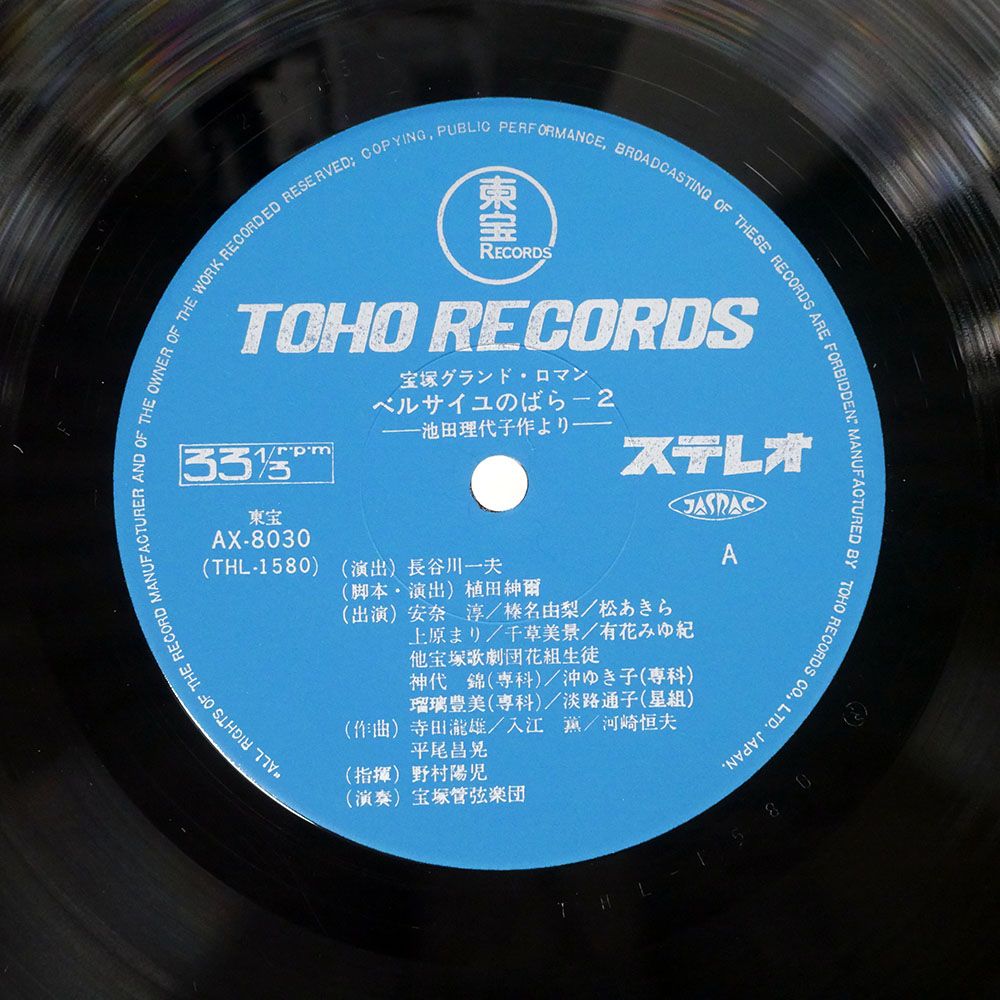 "ALL RIGHTS OF THE RECORD MANUFACTURER AND OF THE OWNER OF THE WORK RECORDED RESERVED; COPYING, PUBLIC PERFORMANCE, BROADCASTING OF THESE RECORDS ARE FORBIDDEN." MANUFACTURED BY TOHO RECORDS CO., LTD. JAPAN.
東宝
RECORDS
TOHO RECORDS
宝塚グランド・ロマン
ベルサイユのばら－2
──池田理代子作より──
33 1/3 rpm
ステレオ
JASRAC
東宝
AX-8030
(THL-1580)
A
(演出) 長谷川一夫
(脚本・演出) 植田紳爾
(出演) 安奈 淳／榛名由梨／松あきら
上原まり／千草美景／有花みゆ紀
他宝塚歌劇団花組生徒
神代 錦(専科)／沖ゆき子(専科)
瑠璃豊美(専科)／淡路通子(星組)
(作曲) 寺田瀧雄／入江 薫／河崎恒夫
平尾昌晃
(指揮) 野村陽児
(演奏) 宝塚管弦楽団
THL-1580